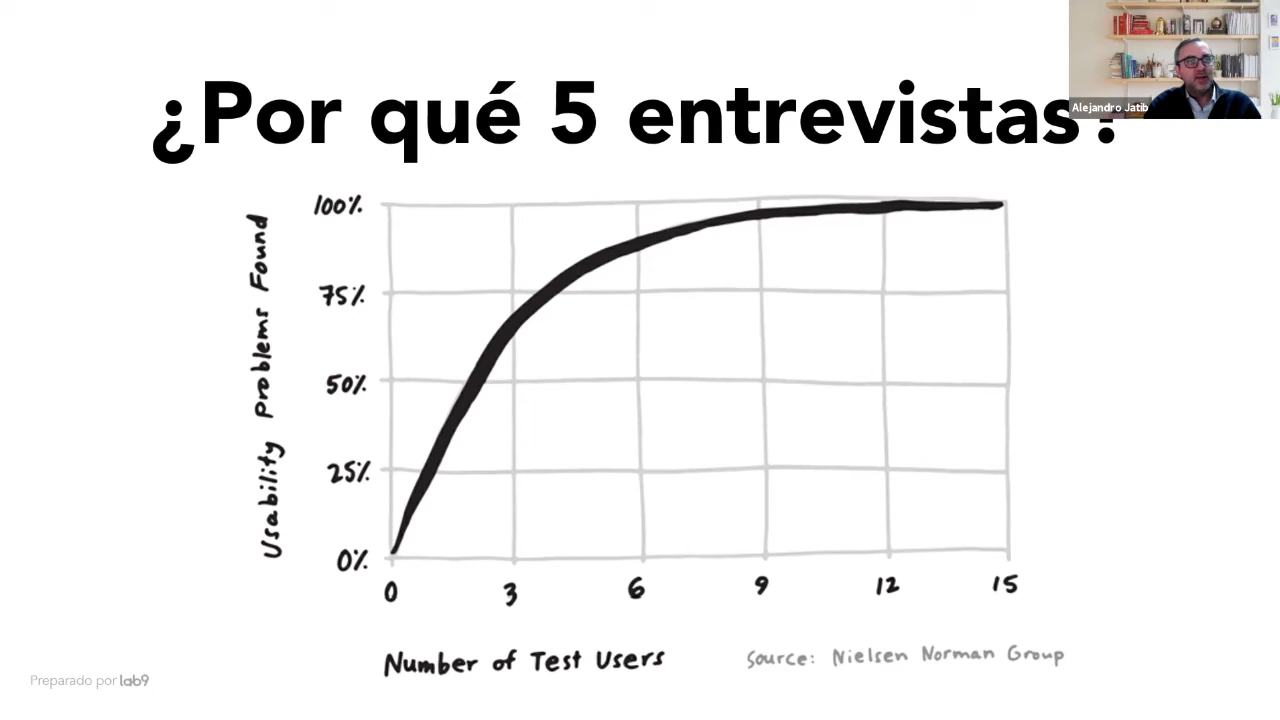 ¿Por qué 5 entrevistas?
Alejandro Jatib
100%
75%
50%
25%
0%
Usability Problems Found
0 3 6 9 12 15
Number of Test Users
Source: Nielsen Norman Group
Preparado por lab9